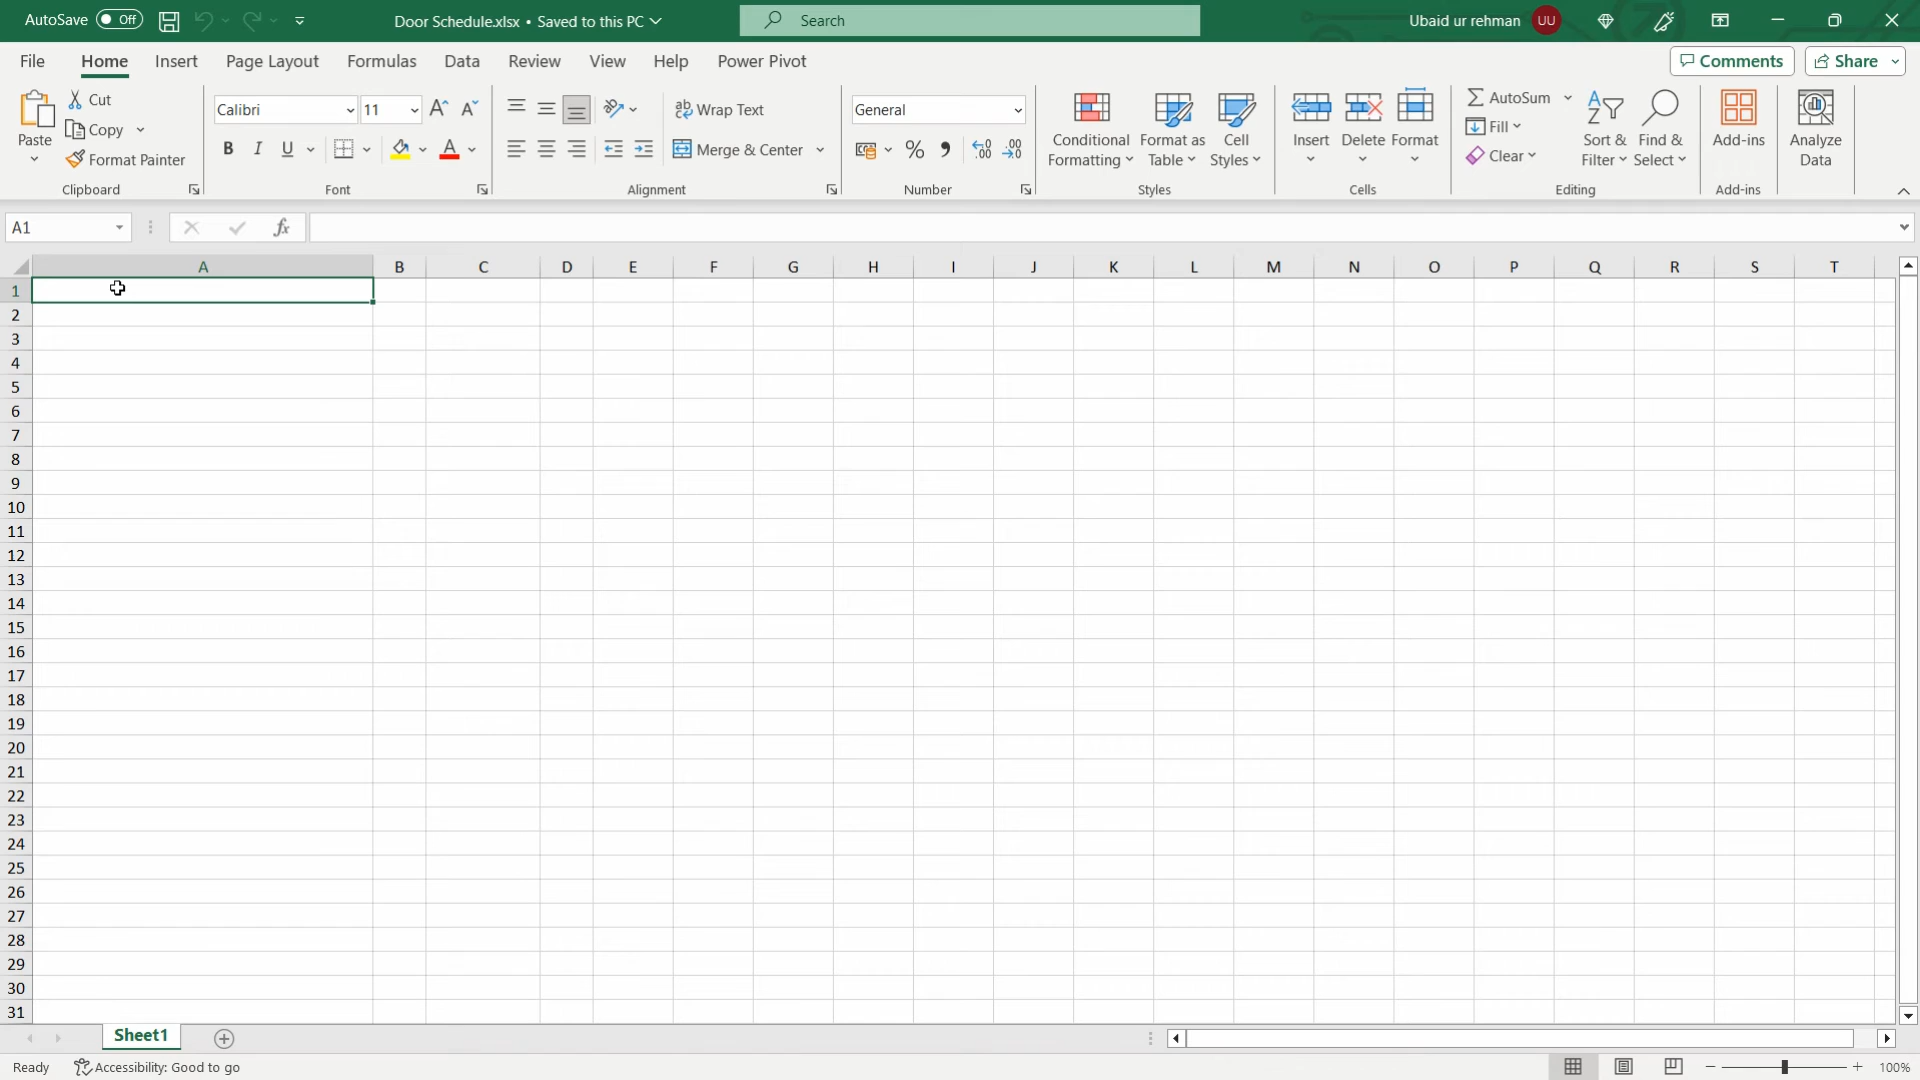 AutoSave Off Door Schedule.xlsx • Saved to this PC Search Ubaid ur rehman UU
File Home Insert Page Layout Formulas Data Review View Help Power Pivot Comments Share
Paste Cut Copy Format Painter Clipboard
Calibri 11 B I U A Font
Wrap Text Merge & Center Alignment
General % Number
Conditional Formatting Format as Table Cell Styles Styles
Insert Delete Format Cells
AutoSum Fill Clear Sort & Filter Find & Select Editing
Add-ins Add-ins
Analyze Data
A1 fx
A B C D E F G H I J K L M N O P Q R S T
1
2
3
4
5
6
7
8
9
10
11
12
13
14
15
16
17
18
19
20
21
22
23
24
25
26
27
28
29
30
31
Sheet1
Ready Accessibility: Good to go 100%